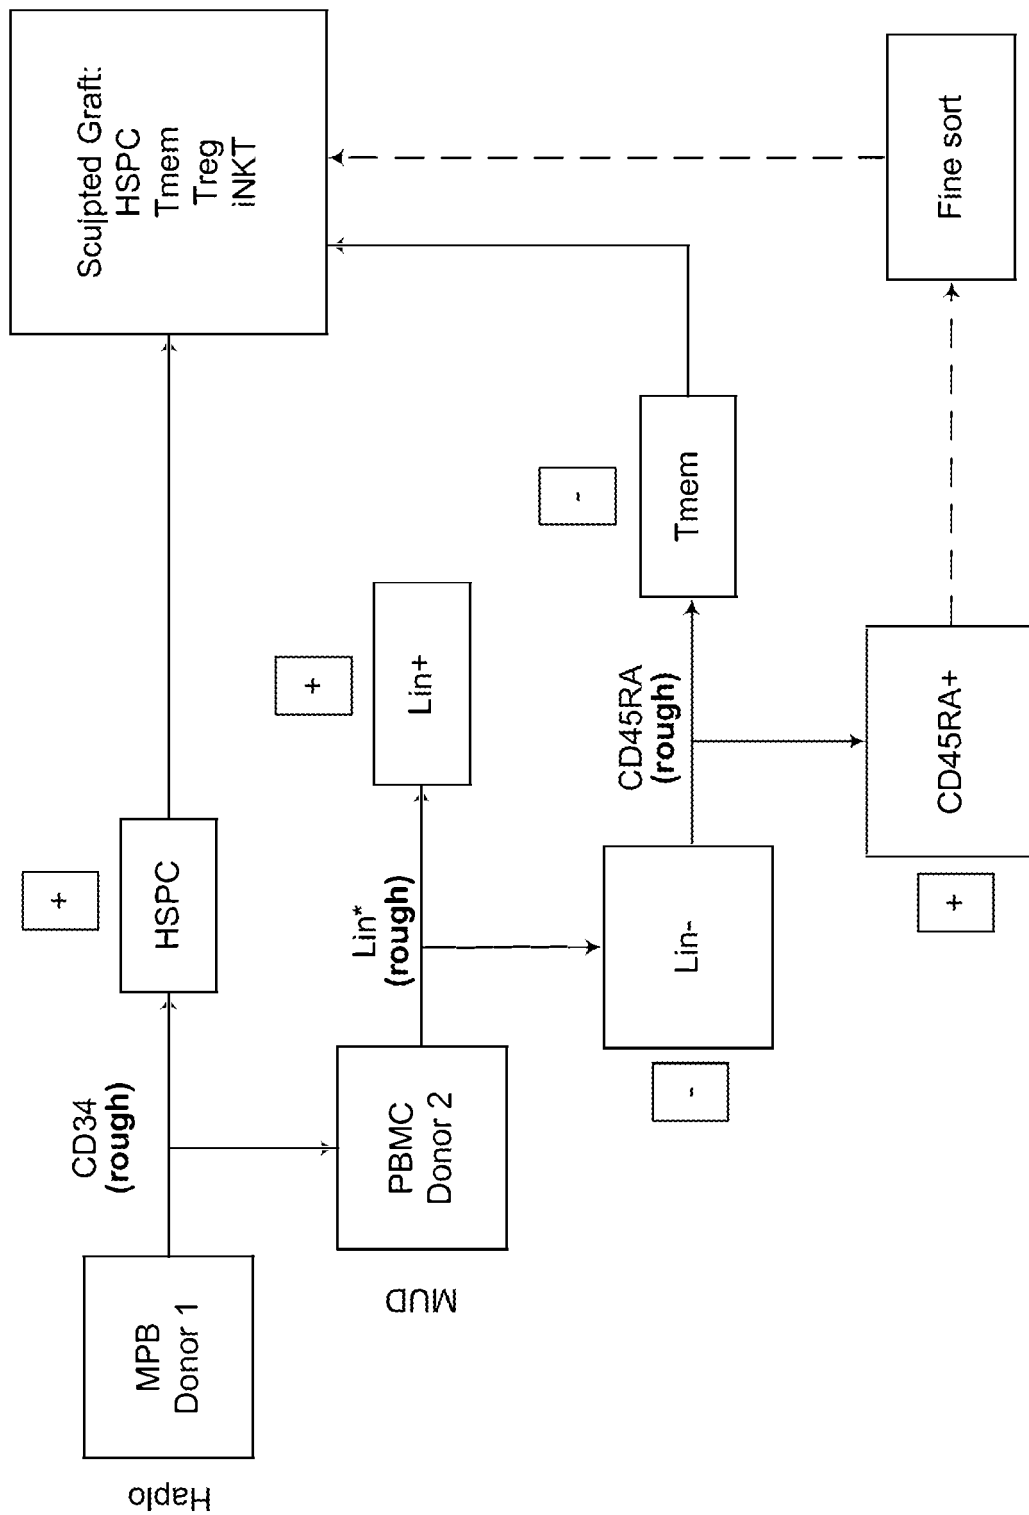 Haplo
MPB
Donor 1
CD34
(rough)
+
HSPC
Sculpted Graft:
HSPC
Tmem
Treg
iNKT
MUD
PBMC
Donor 2
Lin*
(rough)
+
Lin+
-
Lin-
CD45RA
(rough)
-
Tmem
+
CD45RA+
Fine sort